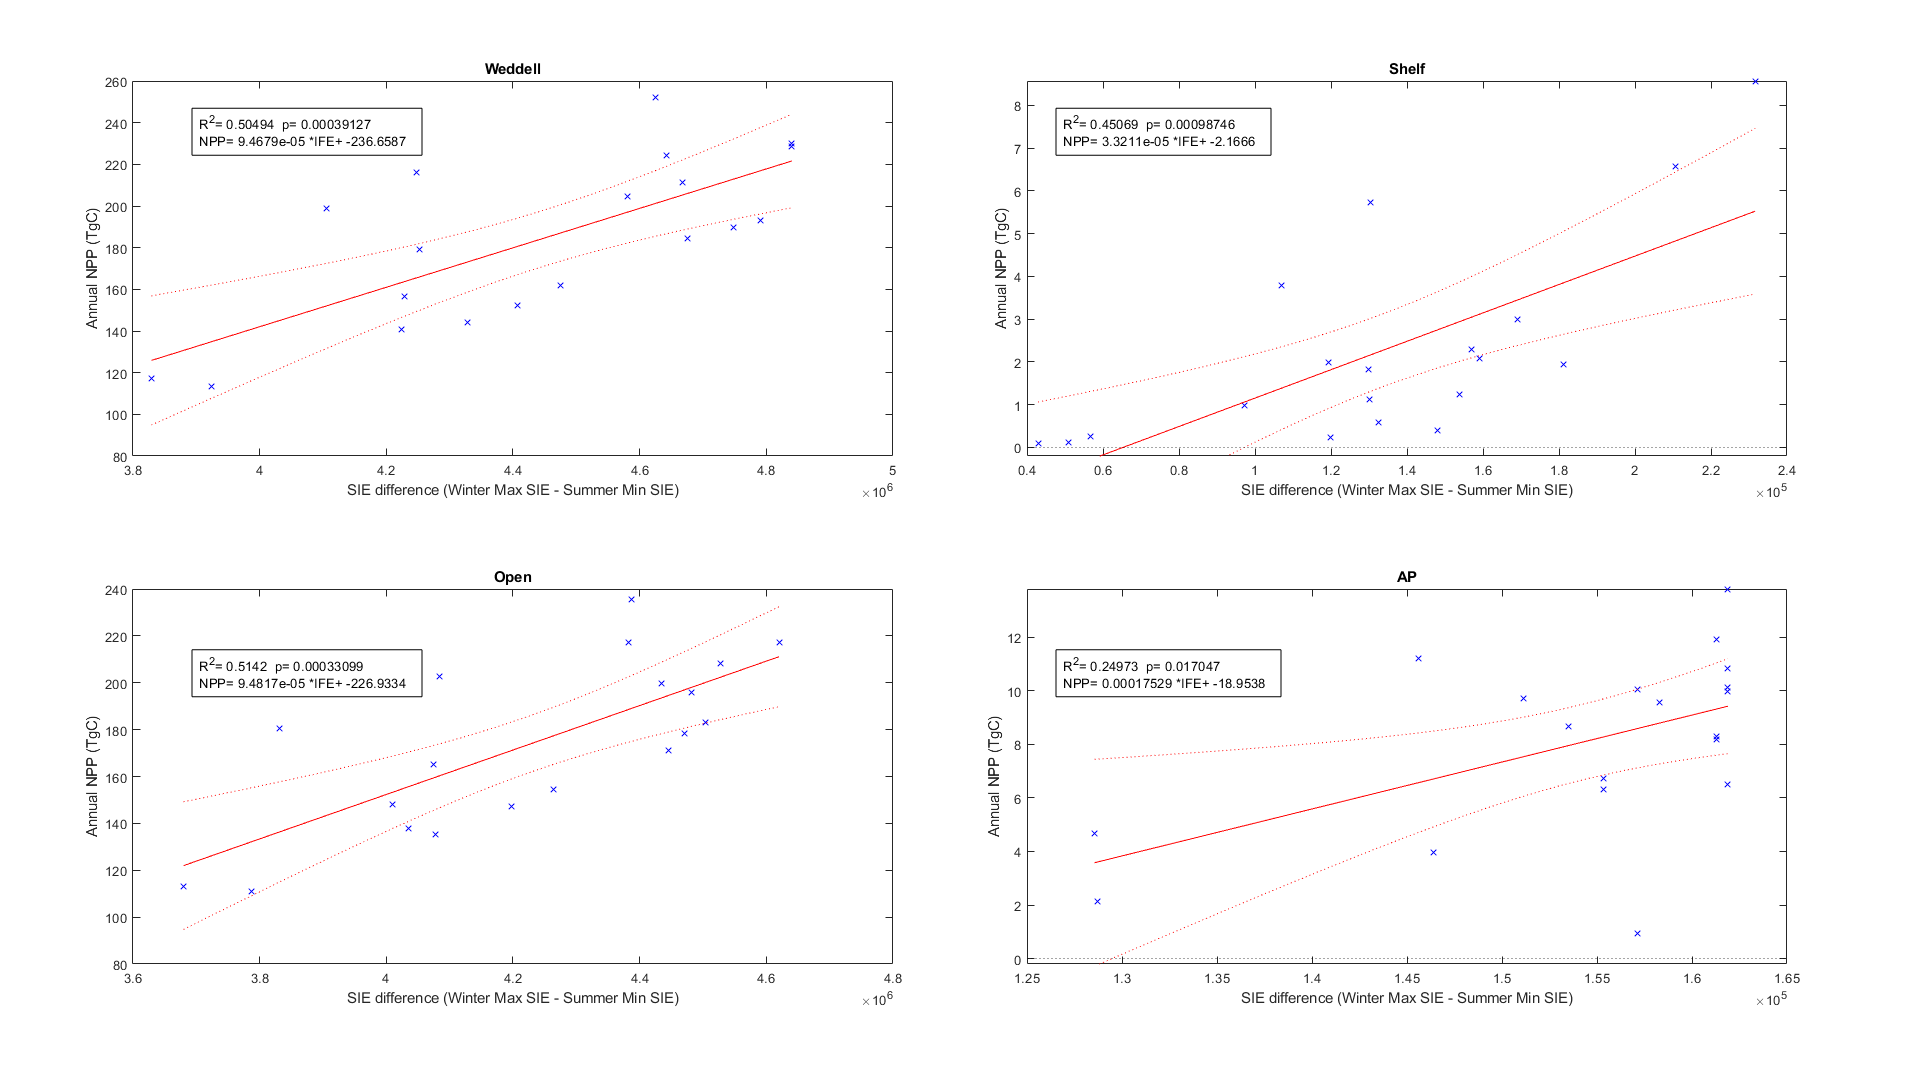 Weddell
R2= 0.50494 p= 0.00039127
NPP= 9.4679e-05 *IFE+ -236.6587
Annual NPP (TgC)
260
240
220
200
180
160
140
120
100
80
3.8 4 4.2 4.4 4.6 4.8 5
SIE difference (Winter Max SIE - Summer Min SIE)
×10^6
Shelf
R2= 0.45069 p= 0.00098746
NPP= 3.3211e-05 *IFE+ -2.1666
Annual NPP (TgC)
8
7
6
5
4
3
2
1
0
0.4 0.6 0.8 1 1.2 1.4 1.6 1.8 2 2.2 2.4
SIE difference (Winter Max SIE - Summer Min SIE)
×10^5
Open
R2= 0.5142 p= 0.00033099
NPP= 9.4817e-05 *IFE+ -226.9334
Annual NPP (TgC)
240
220
200
180
160
140
120
100
80
3.6 3.8 4 4.2 4.4 4.6 4.8
SIE difference (Winter Max SIE - Summer Min SIE)
×10^6
AP
R2= 0.24973 p= 0.017047
NPP= 0.00017529 *IFE+ -18.9538
Annual NPP (TgC)
12
10
8
6
4
2
0
1.25 1.3 1.35 1.4 1.45 1.5 1.55 1.6 1.65
SIE difference (Winter Max SIE - Summer Min SIE)
×10^5